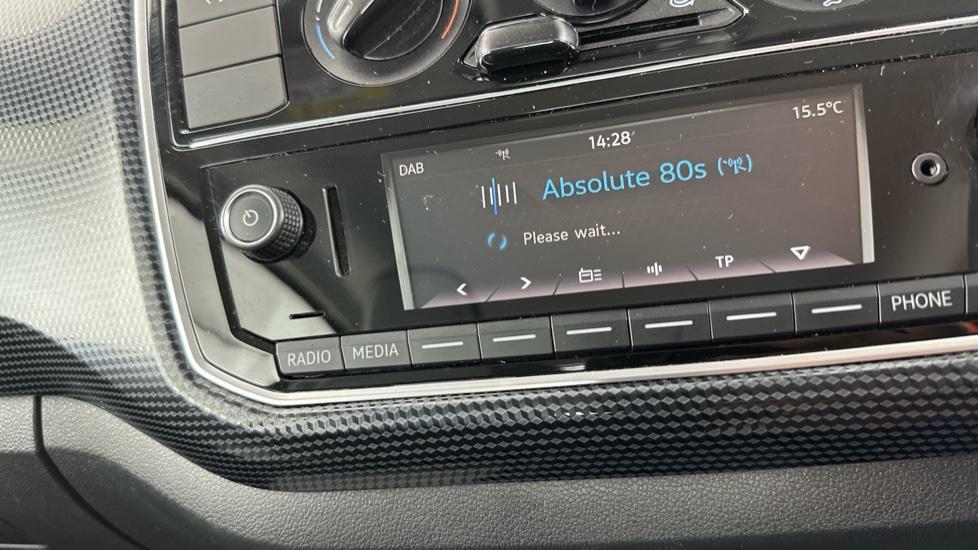 14:28
15.5°C
DAB
Absolute 80s
Please wait...
TP
RADIO MEDIA PHONE